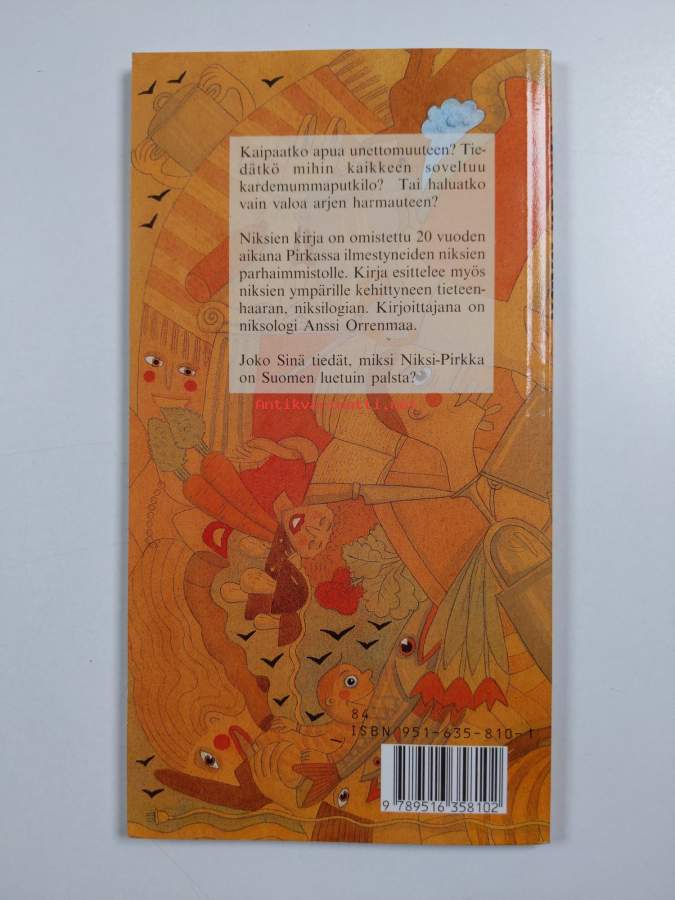 Kaipaatko apua unettomuuteen? Tie-
dätkö mihin kaikkeen soveltuu
kardemummaputkilo? Tai haluatko
vain valoa arjen harmauteen?
Niksien kirja on omistettu 20 vuoden
aikana Pirkassa ilmestyneiden niksien
parhaimmistolle. Kirja esittelee myös
niksien ympärille kehittyneen tieteen-
haaran, niksilogian. Kirjoittajana on
niksologi Anssi Orrenmaa.
Joko Sinä tiedät, miksi Niksi-Pirkka
on Suomen luetuin palsta?
Antikvariaatti.net
84
ISBN 951-635-810-1
9 789516 358102